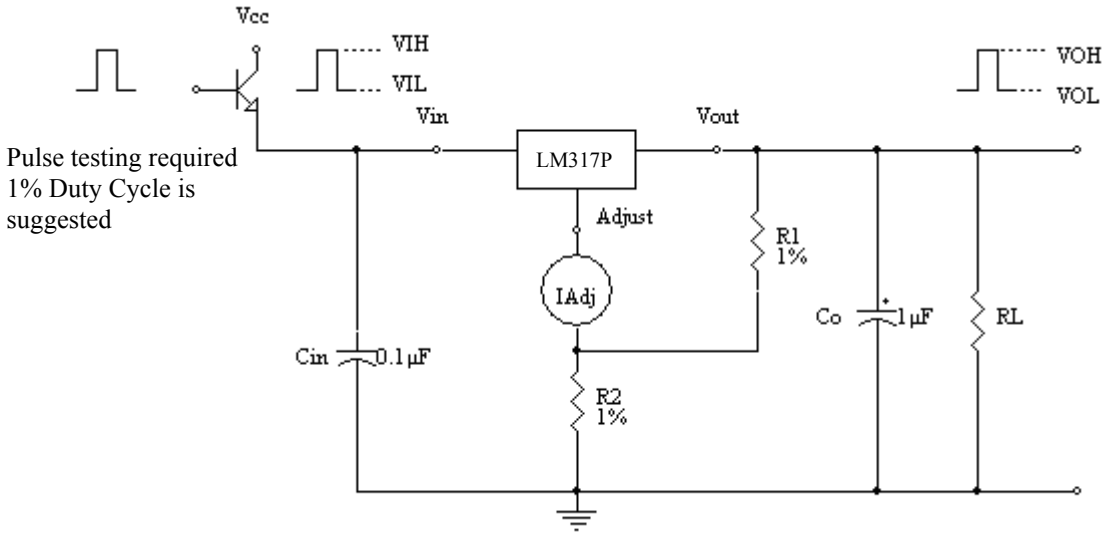 Vcc
VIH
VIL
VOH
VOL
Vin
Vout
Pulse testing required
1% Duty Cycle is
suggested
LM317P
Adjust
R1
1%
IAdj
Co
1μF
RL
Cin
0.1μF
R2
1%